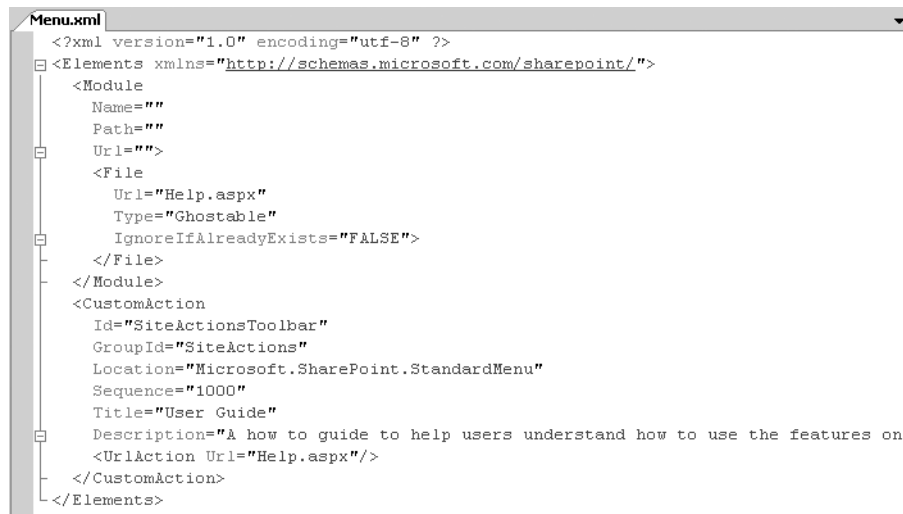 Menu.xml
<?xml version="1.0" encoding="utf-8" ?>
<Elements xmlns="http://schemas.microsoft.com/sharepoint/">
<Module
Name=""
Path=""
Url="">
<File
Url="Help.aspx"
Type="Ghostable"
IgnoreIfAlreadyExists="FALSE">
</File>
</Module>
<CustomAction
Id="SiteActionsToolbar"
GroupId="SiteActions"
Location="Microsoft.SharePoint.StandardMenu"
Sequence="1000"
Title="User Guide"
Description="A how to guide to help users understand how to use the features on
<UrlAction Url="Help.aspx"/>
</CustomAction>
</Elements>